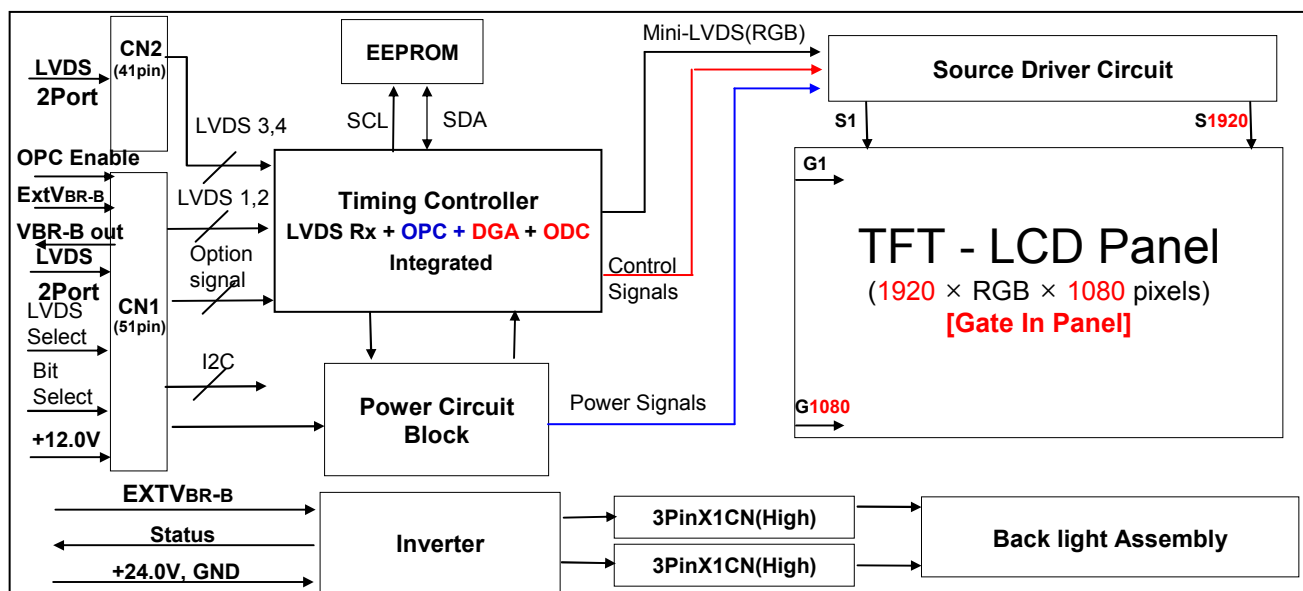 CN2
(41pin)
LVDS
2Port
EEPROM
SCL
SDA
LVDS 3,4
Mini-LVDS(RGB)
Source Driver Circuit
S1
S1920
OPC Enable
ExtVBR-B
VBR-B out
LVDS
2Port
LVDS
Select
Bit
Select
+12.0V
CN1
(51pin)
LVDS 1,2
Option
signal
I2C
Timing Controller
LVDS Rx + OPC + DGA + ODC
Integrated
Control
Signals
Power Circuit
Block
Power Signals
G1
TFT - LCD Panel
(1920 × RGB × 1080 pixels)
[Gate In Panel]
G1080
EXTVBR-B
Status
+24.0V, GND
Inverter
3PinX1CN(High)
3PinX1CN(High)
Back light Assembly